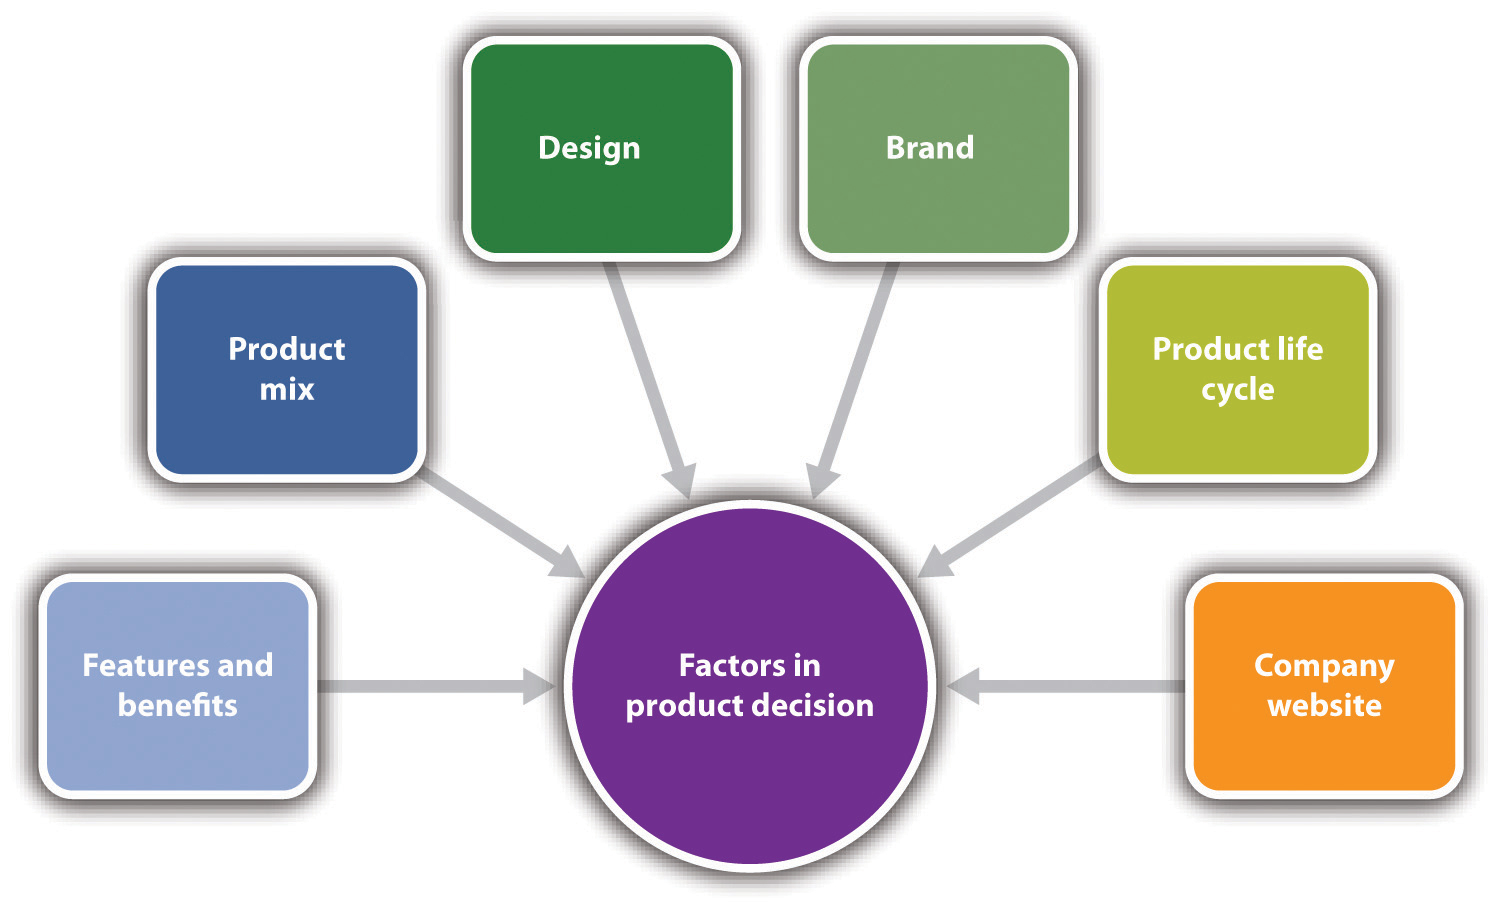 Design
Brand
Product
mix
Product life
cycle
Features and
benefits
Factors in
product decision
Company
website